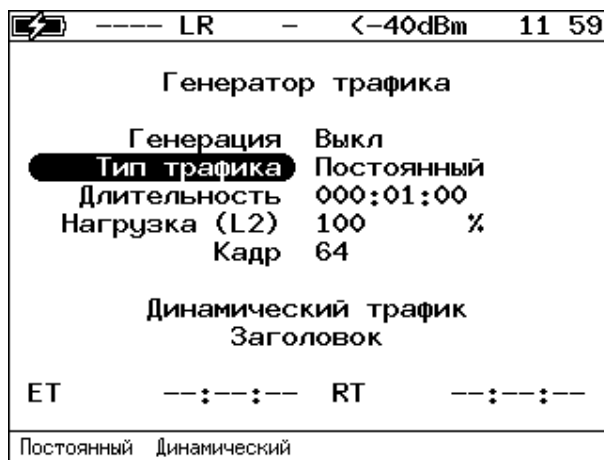 ---- LR - <-40dBm 11 59
Генератор трафика
Генерация Выкл
Тип трафика Постоянный
Длительность 000:01:00
Нагрузка (L2) 100 %
Кадр 64
Динамический трафик
Заголовок
ET --:--:-- RT --:--:--
Постоянный Динамический